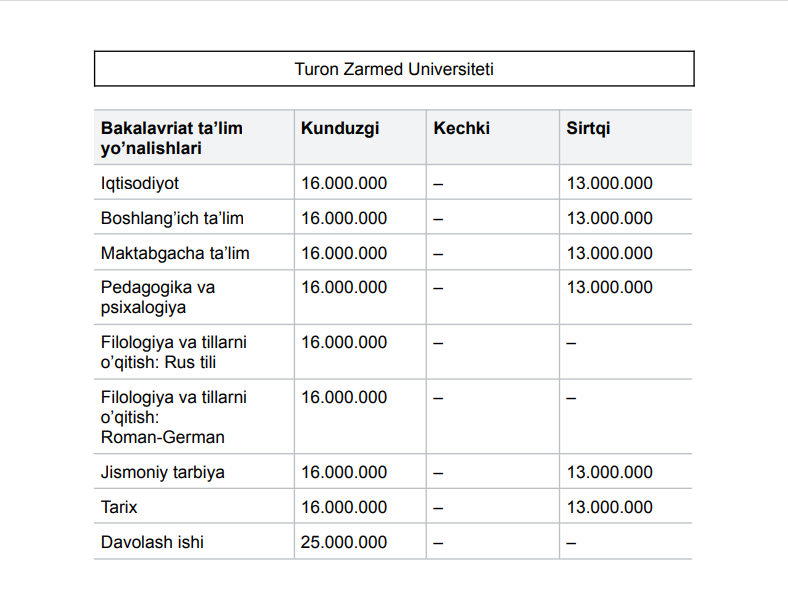 Turon Zarmed Universiteti
Bakalavriat ta’lim yo’nalishlari Kunduzgi Kechki Sirtqi
Iqtisodiyot 16.000.000 – 13.000.000
Boshlang’ich ta’lim 16.000.000 – 13.000.000
Maktabgacha ta’lim 16.000.000 – 13.000.000
Pedagogika va psixalogiya 16.000.000 – 13.000.000
Filologiya va tillarni o’qitish: Rus tili 16.000.000 – –
Filologiya va tillarni o’qitish: Roman-German 16.000.000 – –
Jismoniy tarbiya 16.000.000 – 13.000.000
Tarix 16.000.000 – 13.000.000
Davolash ishi 25.000.000 – –